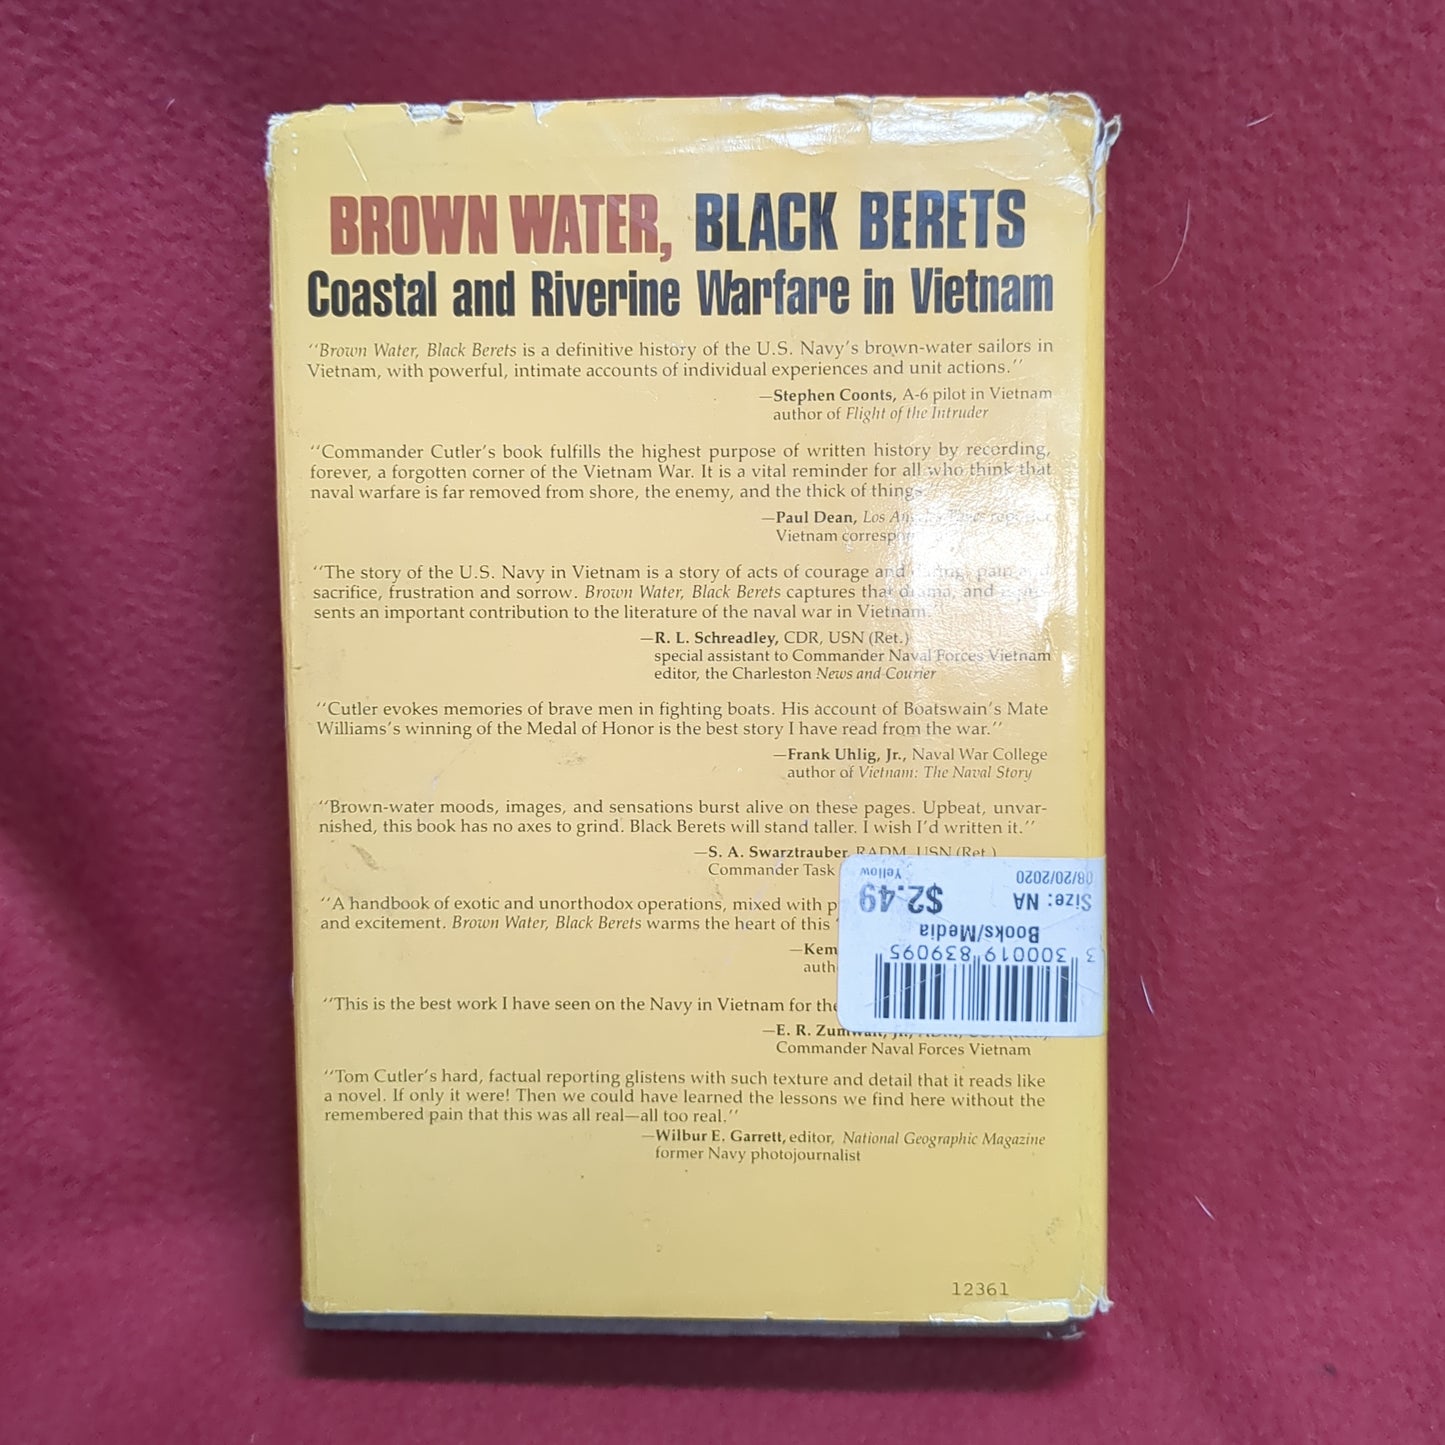 BROWN WATER, BLACK BERETS
Coastal and Riverine Warfare in Vietnam
‘‘Brown Water, Black Berets is a definitive history of the U.S. Navy's brown-water sailors in
Vietnam, with powerful, intimate accounts of individual experiences and unit actions.’’
—Stephen Coonts, A-6 pilot in Vietnam
author of Flight of the Intruder
‘‘Commander Cutler's book fulfills the highest purpose of written history by recording,
forever, a forgotten corner of the Vietnam War. It is a vital reminder for all who think that
naval warfare is far removed from shore, the enemy, and the thick of things.
—Paul Dean, Los Angeles Times
Vietnam
‘‘The story of the U.S. Navy in Vietnam is a story of acts of courage and daring, pain and
sacrifice, frustration and sorrow. Brown Water, Black Berets captures that drama, and repre-
sents an important contribution to the literature of the naval war in Vietnam.’’
—R. L. Schreadley, CDR, USN (Ret.)
special assistant to Commander Naval Forces Vietnam
editor, the Charleston News and Courier
‘‘Cutler evokes memories of brave men in fighting boats. His account of Boatswain's Mate
Williams's winning of the Medal of Honor is the best story I have read from the war.’’
—Frank Uhlig, Jr., Naval War College
author of Vietnam: The Naval Story
‘‘Brown-water moods, images, and sensations burst alive on these pages. Upbeat, unvar-
nished, this book has no axes to grind. Black Berets will stand taller. I wish I'd written it.’’
—S. A. Swarztrauber, RADM, USN (Ret.)
Commander Task
‘‘A handbook of exotic and unorthodox operations, mixed with
and excitement. Brown Water, Black Berets warms the heart of this
‘‘This is the best work I have seen on the Navy in Vietnam for
—E. R. Zumwalt, Jr.,
Commander Naval Forces Vietnam
‘‘Tom Cutler's hard, factual reporting glistens with such texture and detail that it reads like
a novel. If only it were! Then we could have learned the lessons we find here without the
remembered pain that this was all real—all too real.’’
—Wilbur E. Garrett, editor, National Geographic Magazine
former Navy photojournalist
12361
3 300019 839095
Books/Media
Size: NA $2.49
08/20/2020 Yellow